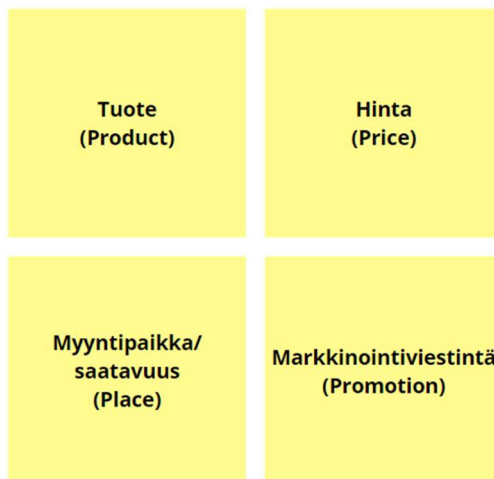 Tuote
(Product)
Hinta
(Price)
Myyntipaikka/
saatavuus
(Place)
Markkinointiviestintä
(Promotion)